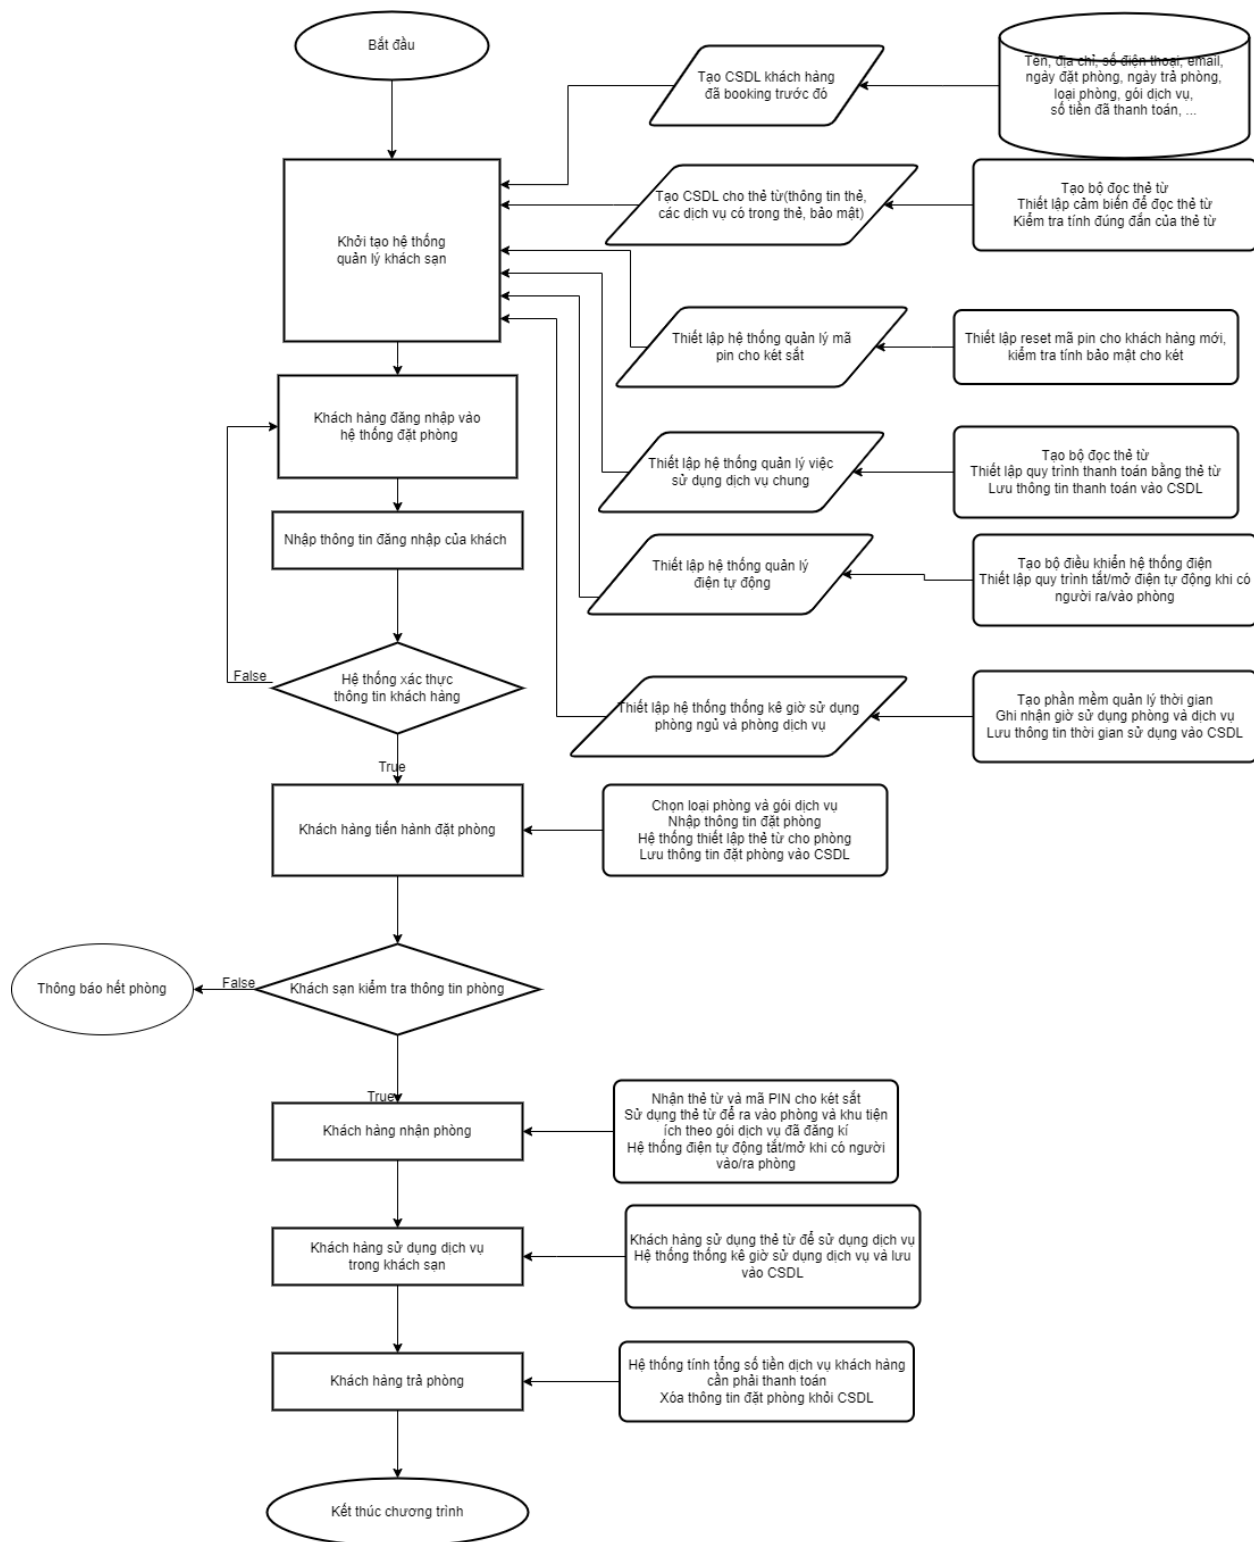 Bắt đầu
Tạo CSDL khách hàng
đã booking trước đó
Tên, địa chỉ, số điện thoại, email,
ngày đặt phòng, ngày trả phòng,
loại phòng, gói dịch vụ,
số tiền đã thanh toán, ...
Khởi tạo hệ thống
quản lý khách sạn
Tạo CSDL cho thẻ từ(thông tin thẻ,
các dịch vụ có trong thẻ, bảo mật)
Tạo bộ đọc thẻ từ
Thiết lập cảm biến để đọc thẻ từ
Kiểm tra tính đúng đắn của thẻ từ
Thiết lập hệ thống quản lý mã
pin cho két sắt
Thiết lập reset mã pin cho khách hàng mới,
kiểm tra tính bảo mật cho két
Khách hàng đăng nhập vào
hệ thống đặt phòng
Thiết lập hệ thống quản lý việc
sử dụng dịch vụ chung
Tạo bộ đọc thẻ từ
Thiết lập quy trình thanh toán bằng thẻ từ
Lưu thông tin thanh toán vào CSDL
Nhập thông tin đăng nhập của khách
Thiết lập hệ thống quản lý
điện tự động
Tạo bộ điều khiển hệ thống điện
Thiết lập quy trình tắt/mở điện tự động khi có
người ra/vào phòng
False
Hệ thống xác thực
thông tin khách hàng
Thiết lập hệ thống thống kê giờ sử dụng
phòng ngủ và phòng dịch vụ
Tạo phần mềm quản lý thời gian
Ghi nhận giờ sử dụng phòng và dịch vụ
Lưu thông tin thời gian sử dụng vào CSDL
True
Khách hàng tiến hành đặt phòng
Chọn loại phòng và gói dịch vụ
Nhập thông tin đặt phòng
Hệ thống thiết lập thẻ từ cho phòng
Lưu thông tin đặt phòng vào CSDL
Thông báo hết phòng
False
Khách sạn kiểm tra thông tin phòng
True
Khách hàng nhận phòng
Nhận thẻ từ và mã PIN cho két sắt
Sử dụng thẻ từ để ra vào phòng và khu tiện
ích theo gói dịch vụ đã đăng kí
Hệ thống điện tự động tắt/mở khi có người
vào/ra phòng
Khách hàng sử dụng dịch vụ
trong khách sạn
Khách hàng sử dụng thẻ từ để sử dụng dịch vụ
Hệ thống thống kê giờ sử dụng dịch vụ và lưu
vào CSDL
Khách hàng trả phòng
Hệ thống tính tổng số tiền dịch vụ khách hàng
cần phải thanh toán
Xóa thông tin đặt phòng khỏi CSDL
Kết thúc chương trình